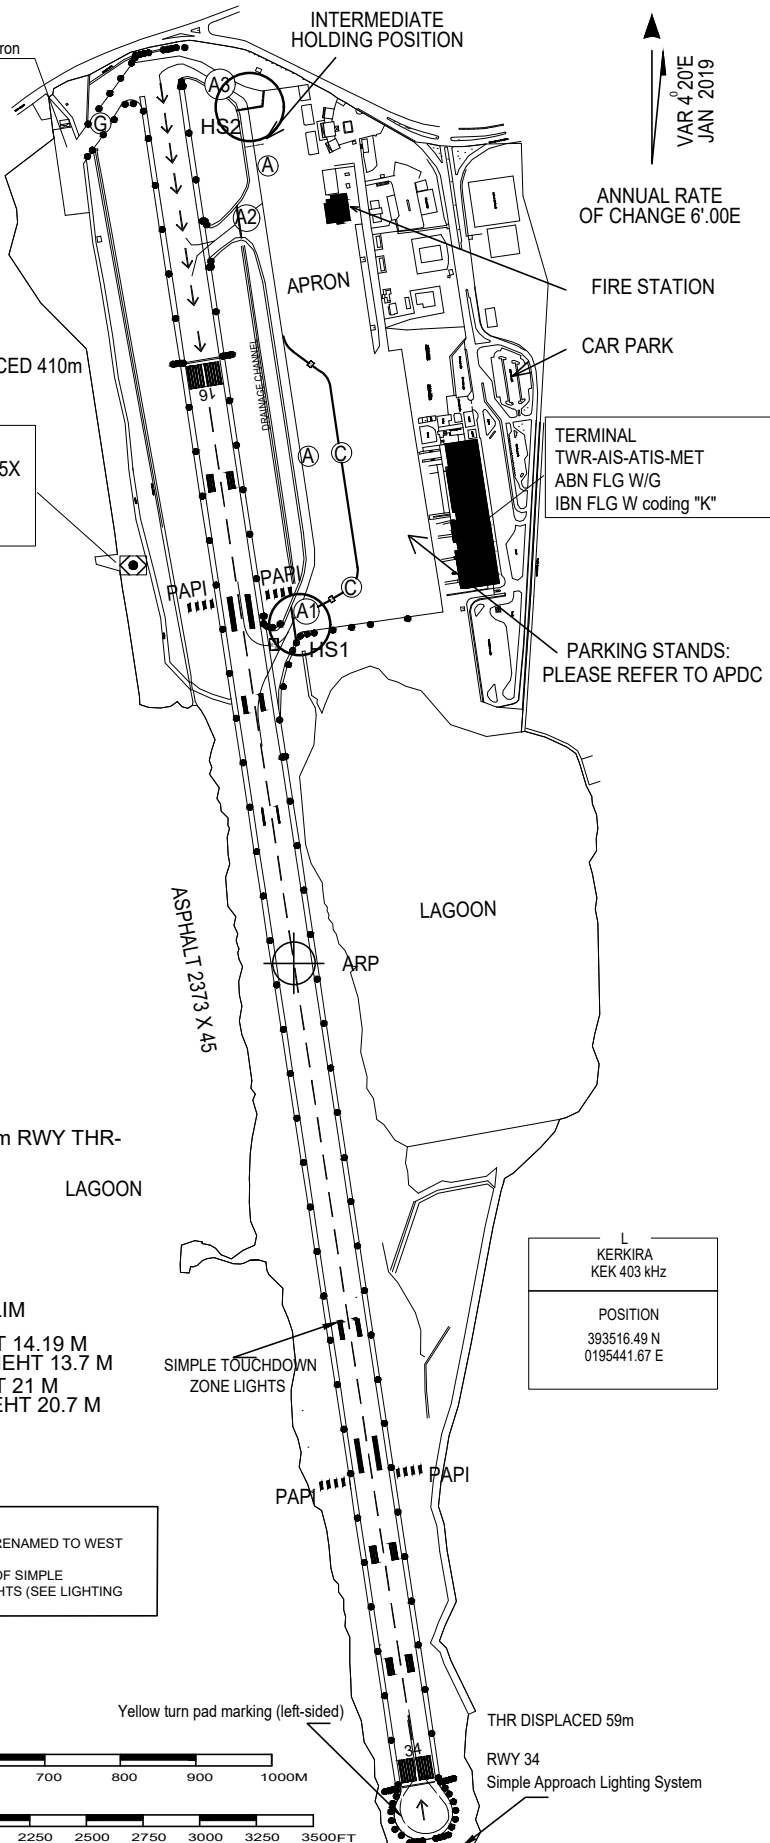 INTERMEDIATE
HOLDING POSITION
ron
A3
HS2
G
A
A2
VAR 4°20'E
JAN 2019
ANNUAL RATE
OF CHANGE 6'.00E
APRON
FIRE STATION
CAR PARK
CED 410m
16
DRAINAGE CHANNEL
TERMINAL
TWR-AIS-ATIS-MET
ABN FLG W/G
IBN FLG W coding "K"
5X
A
C
PAPI
PAPI
C
A1
HS1
PARKING STANDS:
PLEASE REFER TO APDC
LAGOON
ASPHALT 2373 X 45
ARP
m RWY THR-
LAGOON
L
KERKIRA
KEK 403 kHz
POSITION
393516.49 N
0195441.67 E
LIM
T 14.19 M
IEHT 13.7 M
T 21 M
EHT 20.7 M
SIMPLE TOUCHDOWN
ZONE LIGHTS
PAPI
PAPI
RENAMED TO WEST
OF SIMPLE
HTS (SEE LIGHTING
Yellow turn pad marking (left-sided)
THR DISPLACED 59m
34
RWY 34
Simple Approach Lighting System
700 800 900 1000M
2250 2500 2750 3000 3250 3500FT